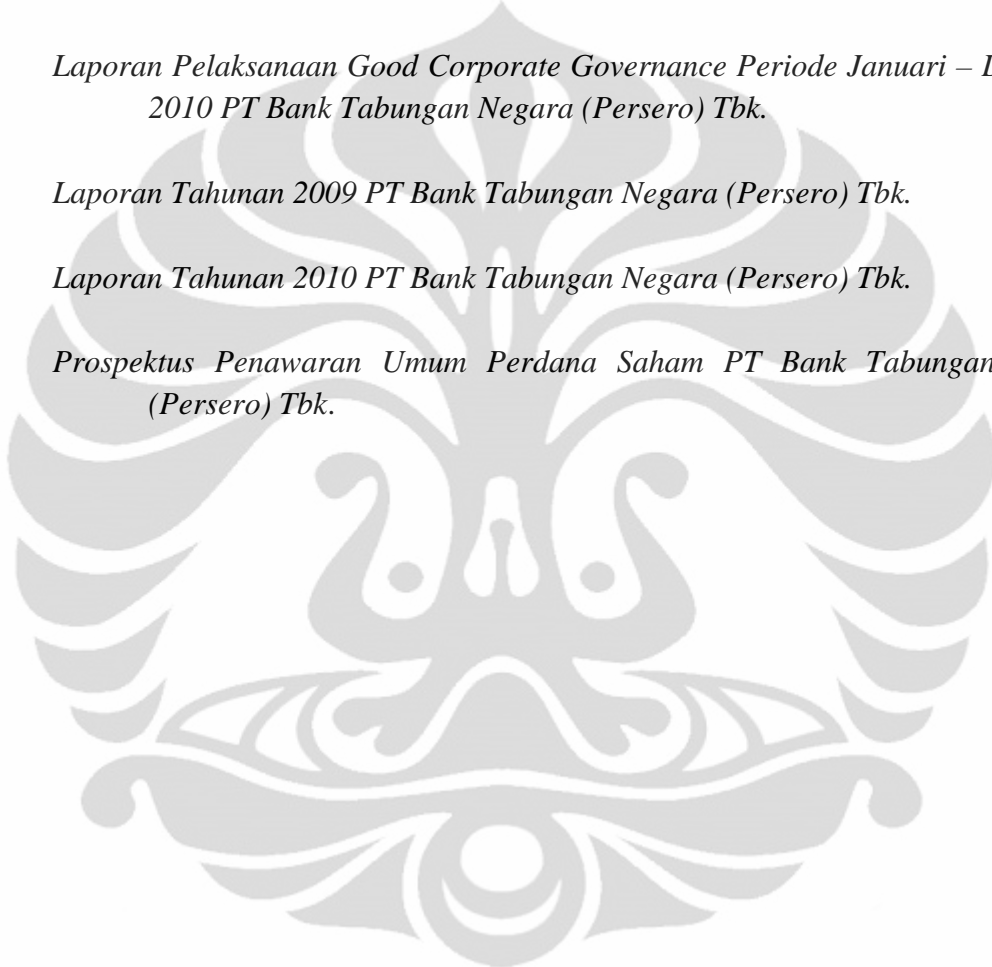 Laporan Pelaksanaan Good Corporate Governance Periode Januari –
2010 PT Bank Tabungan Negara (Persero) Tbk.
Laporan Tahunan 2009 PT Bank Tabungan Negara (Persero) Tbk.
Laporan Tahunan 2010 PT Bank Tabungan Negara (Persero) Tbk.
Prospektus Penawaran Umum Perdana Saham PT Bank Tabungan
(Persero) Tbk.